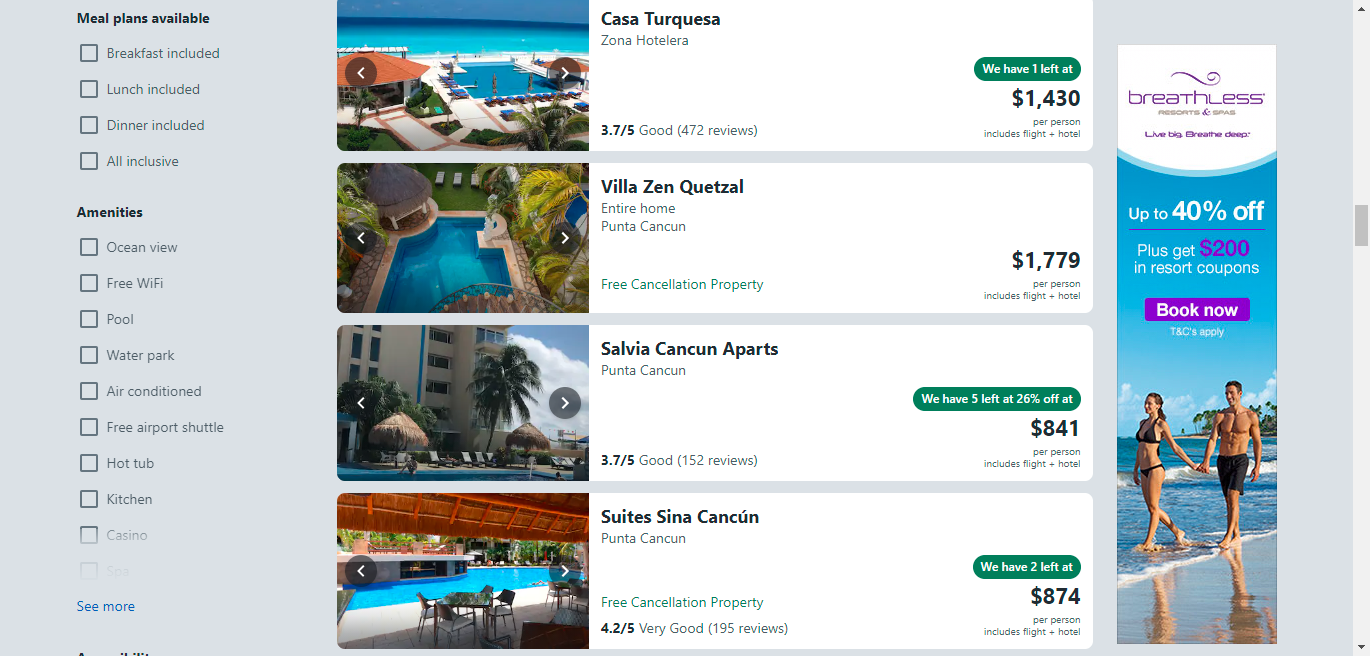 Meal plans available
Breakfast included
Lunch included
Dinner included
All inclusive
Amenities
Ocean view
Free WiFi
Pool
Water park
Air conditioned
Free airport shuttle
Hot tub
Kitchen
Casino
Spa
See more
Casa Turquesa
Zona Hotelera
We have 1 left at
$1,430
per person
includes flight + hotel
3.7/5 Good (472 reviews)
Villa Zen Quetzal
Entire home
Punta Cancun
$1,779
per person
includes flight + hotel
Free Cancellation Property
Salvia Cancun Aparts
Punta Cancun
We have 5 left at 26% off at
$841
per person
includes flight + hotel
3.7/5 Good (152 reviews)
Suites Sina Cancún
Punta Cancun
We have 2 left at
$874
per person
includes flight + hotel
Free Cancellation Property
4.2/5 Very Good (195 reviews)
breathless
RESORTS & SPAS
Live big. Breathe deep.
Up to 40% off
Plus get $200
in resort coupons
Book now
T&C's apply